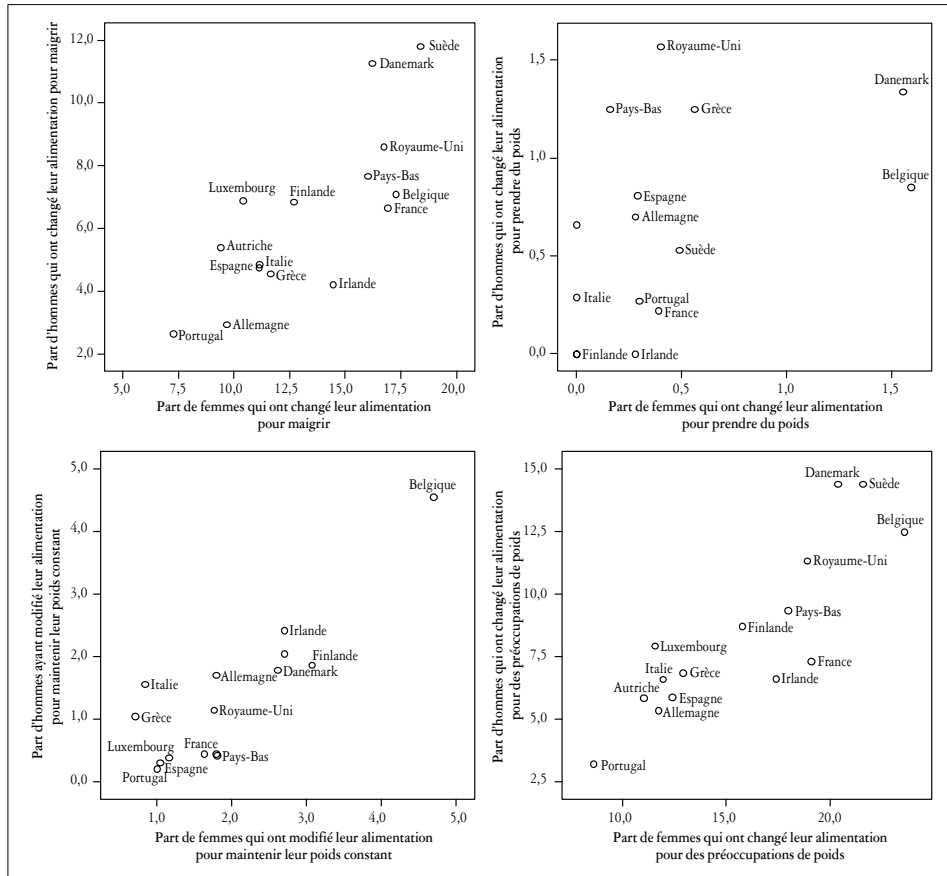 Part d'hommes qui ont changé leur alimentation pour maigrir
12,0
10,0
8,0
6,0
4,0
2,0
Suède
Danemark
Royaume-Uni
Pays-Bas
Luxembourg
Finlande
Belgique
France
Autriche
Italie
Espagne
Grèce
Irlande
Allemagne
Portugal
5,0 7,5 10,0 12,5 15,0 17,5 20,0
Part de femmes qui ont changé leur alimentation
pour maigrir
Part d'hommes qui ont changé leur alimentation
pour prendre du poids
1,5
1,0
0,5
0,0
Royaume-Uni
Danemark
Pays-Bas
Grèce
Belgique
Espagne
Allemagne
Suède
Italie
Portugal
France
Finlande
Irlande
0,0 0,5 1,0 1,5
Part de femmes qui ont changé leur alimentation
pour prendre du poids
Part d'hommes ayant modifié leur alimentation
pour maintenir leur poids constant
5,0
4,0
3,0
2,0
1,0
0,0
Belgique
Irlande
Finlande
Danemark
Allemagne
Italie
Royaume-Uni
Grèce
Luxembourg
France
Pays-Bas
Espagne
Portugal
1,0 2,0 3,0 4,0 5,0
Part de femmes qui ont modifié leur alimentation
pour maintenir leur poids constant
Part d'hommes qui ont changé leur alimentation
pour des préoccupations de poids
15,0
12,5
10,0
7,5
5,0
2,5
Danemark
Suède
Belgique
Royaume-Uni
Pays-Bas
Finlande
Luxembourg
France
Italie
Grèce
Irlande
Autriche
Espagne
Allemagne
Portugal
10,0 15,0 20,0
Part de femmes qui ont changé leur alimentation
pour des préoccupations de poids